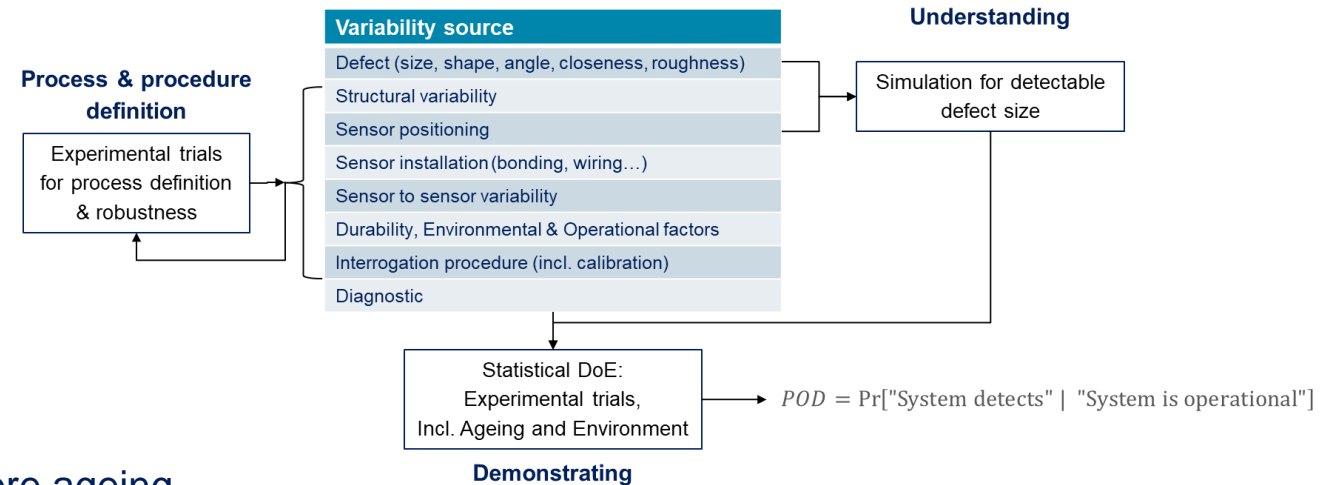 Understanding
Variability source
Defect (size, shape, angle, closeness, roughness)
Structural variability
Sensor positioning
Sensor installation (bonding, wiring…)
Sensor to sensor variability
Durability, Environmental & Operational factors
Interrogation procedure (incl. calibration)
Diagnostic
Process & procedure
definition
Experimental trials
for process definition
& robustness
Simulation for detectable
defect size
Statistical DoE:
Experimental trials,
Incl. Ageing and Environment
POD = Pr["System detects" | "System is operational"]
Demonstrating
ageing